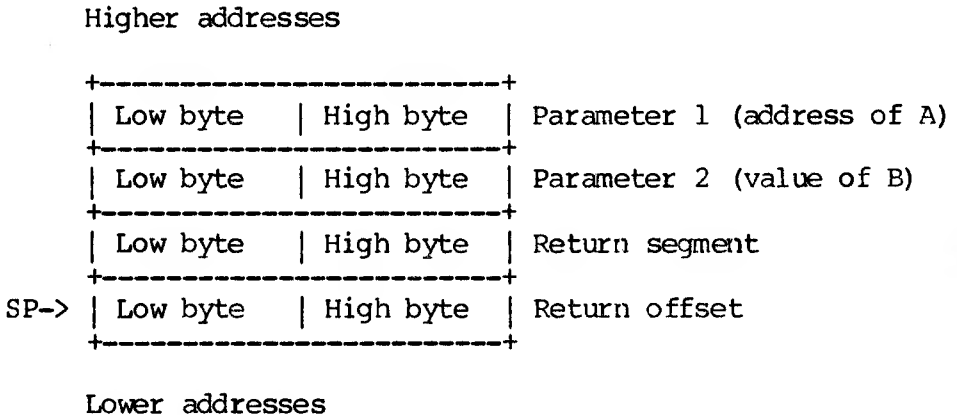 Higher addresses
+-------------------------+
| Low byte | High byte | Parameter 1 (address of A)
+-------------------------+
| Low byte | High byte | Parameter 2 (value of B)
+-------------------------+
| Low byte | High byte | Return segment
+-------------------------+
SP-> | Low byte | High byte | Return offset
+-------------------------+
Lower addresses